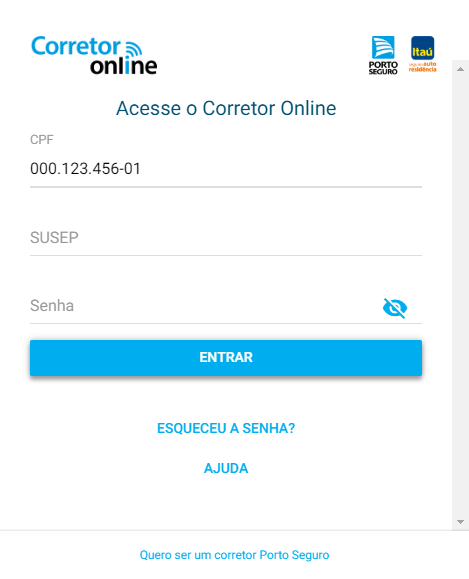 Corretor
online
PORTO
SEGURO
Itaú
seguros auto
residência
Acesse o Corretor Online
CPF
000.123.456-01
SUSEP
Senha
ENTRAR
ESQUECEU A SENHA?
AJUDA
Quero ser um corretor Porto Seguro